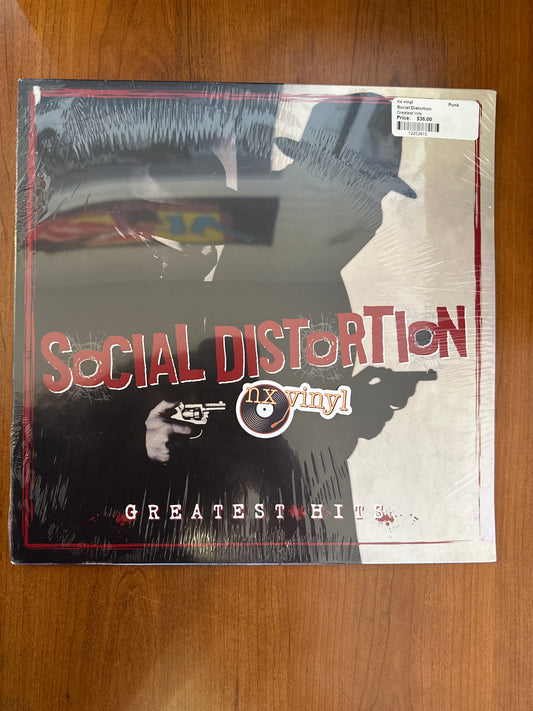 nx vinyl
Social Distortion Punk
Greatest Hits
Price: $36.00
SOCIAL DISTORTION
nx vinyl
GREATEST HITS